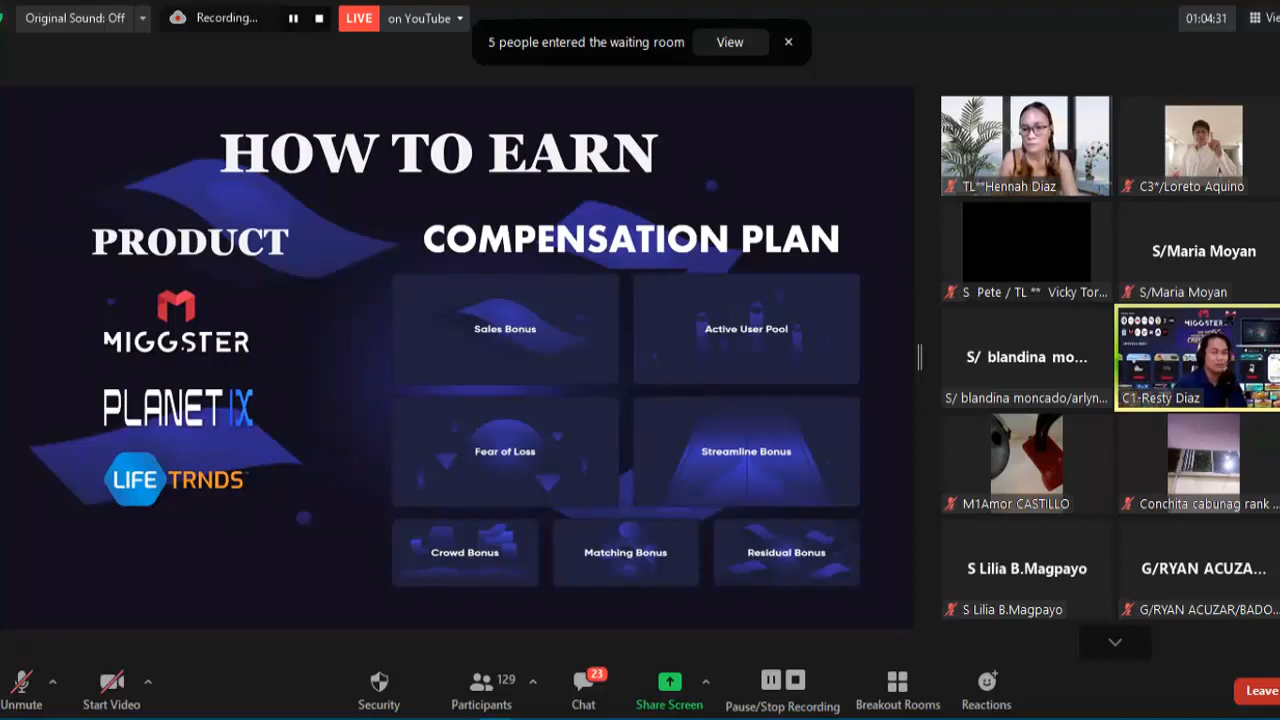 Original Sound: Off
Recording...
LIVE
on YouTube
5 people entered the waiting room
View
01:04:31
HOW TO EARN
PRODUCT
COMPENSATION PLAN
MIGGSTER
PLANET IX
LIFE TRNDS
Sales Bonus
Active User Pool
Fear of Loss
Streamline Bonus
Crowd Bonus
Matching Bonus
Residual Bonus
TL**Hennah Diaz
C3*/Loreto Aquino
S Pete / TL ** Vicky Tor...
S/Maria Moyan
S/Maria Moyan
S/ blandina mo...
S/ blandina moncado/arlyn...
MIGGSTER
C1-Resty Diaz
M1Amor CASTILLO
Conchita cabunag rank ...
S Lilia B.Magpayo
S Lilia B.Magpayo
G/RYAN ACUZA...
G/RYAN ACUZAR/BADO...
Unmute
Start Video
Security
129
Participants
23
Chat
Share Screen
Pause/Stop Recording
Breakout Rooms
Reactions
Leave